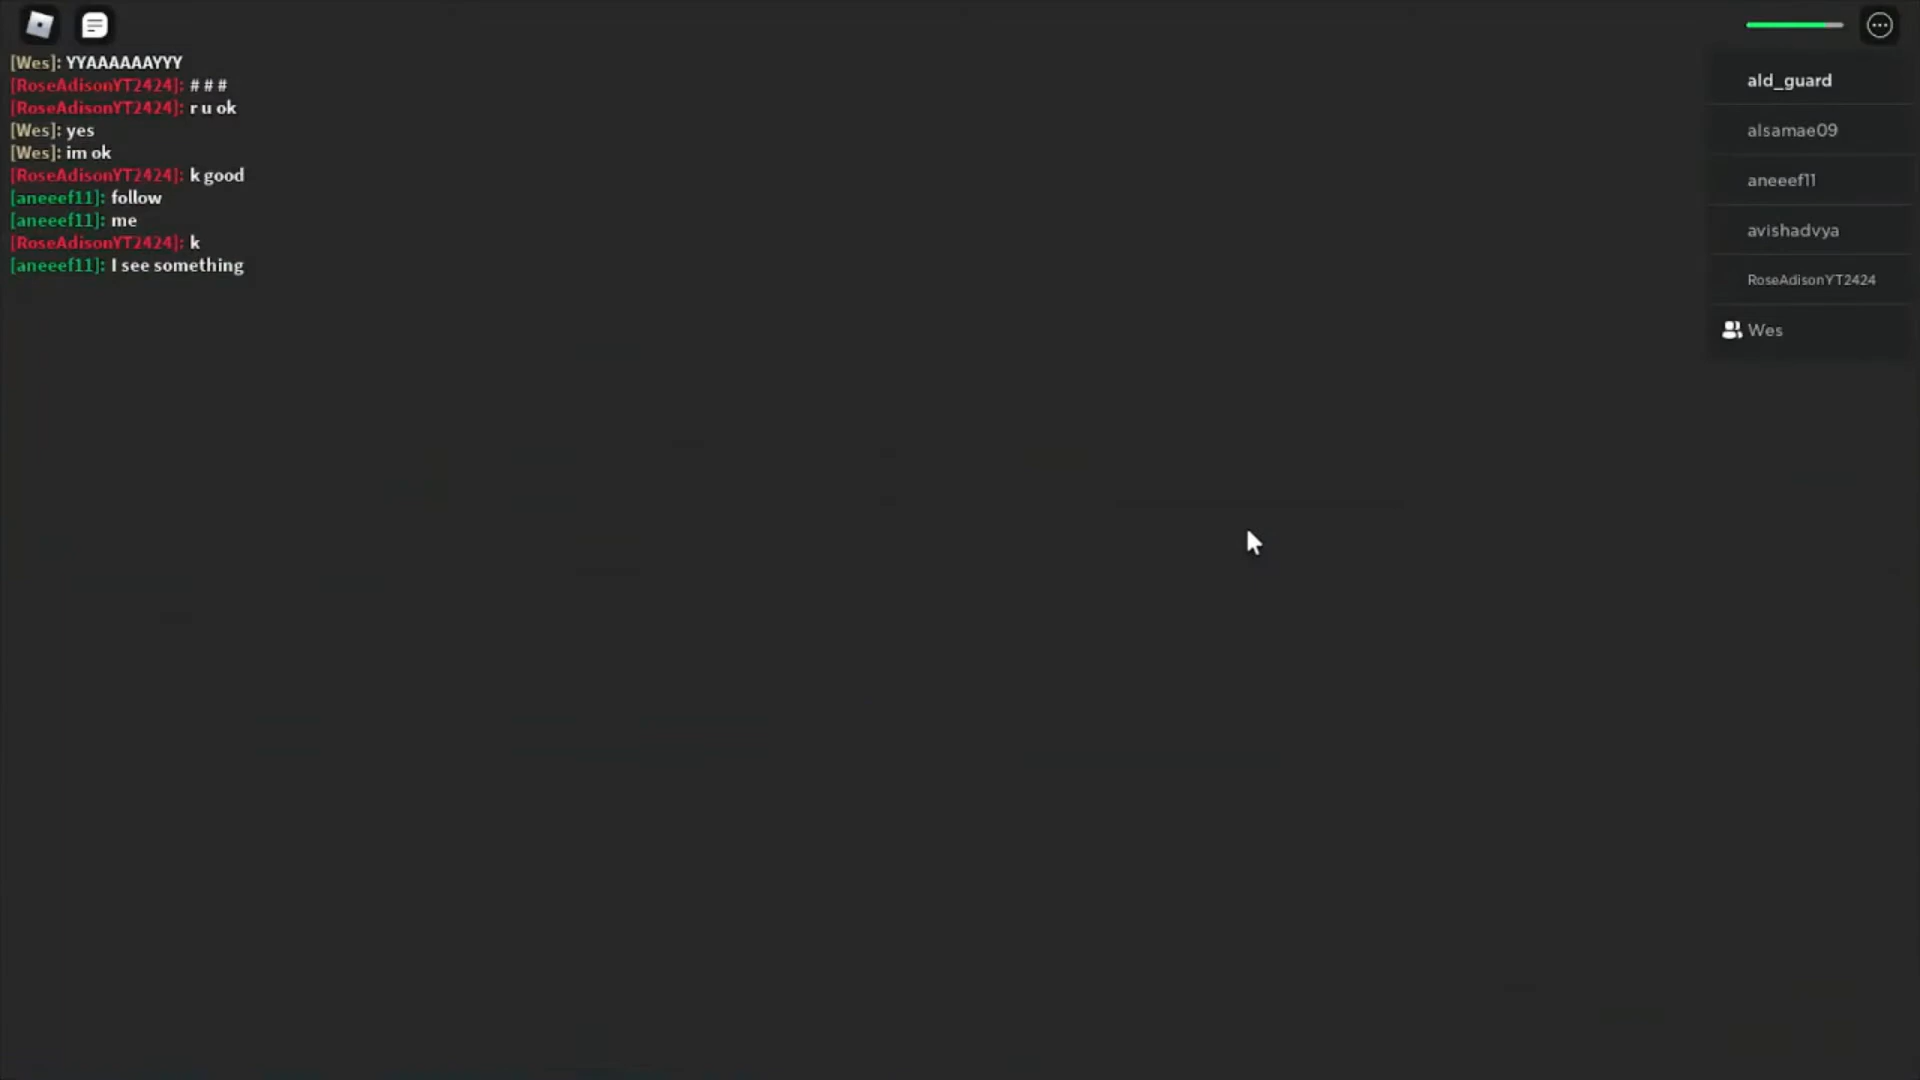 [Wes]: YYAAAAAAYYY
[RoseAdisonYT2424]: # # #
[RoseAdisonYT2424]: r u ok
[Wes]: yes
[Wes]: im ok
[RoseAdisonYT2424]: k good
[aneeef11]: follow
[aneeef11]: me
[RoseAdisonYT2424]: k
[aneeef11]: I see something
ald_guard
alsamae09
aneeef11
avishadvya
RoseAdisonYT2424
Wes